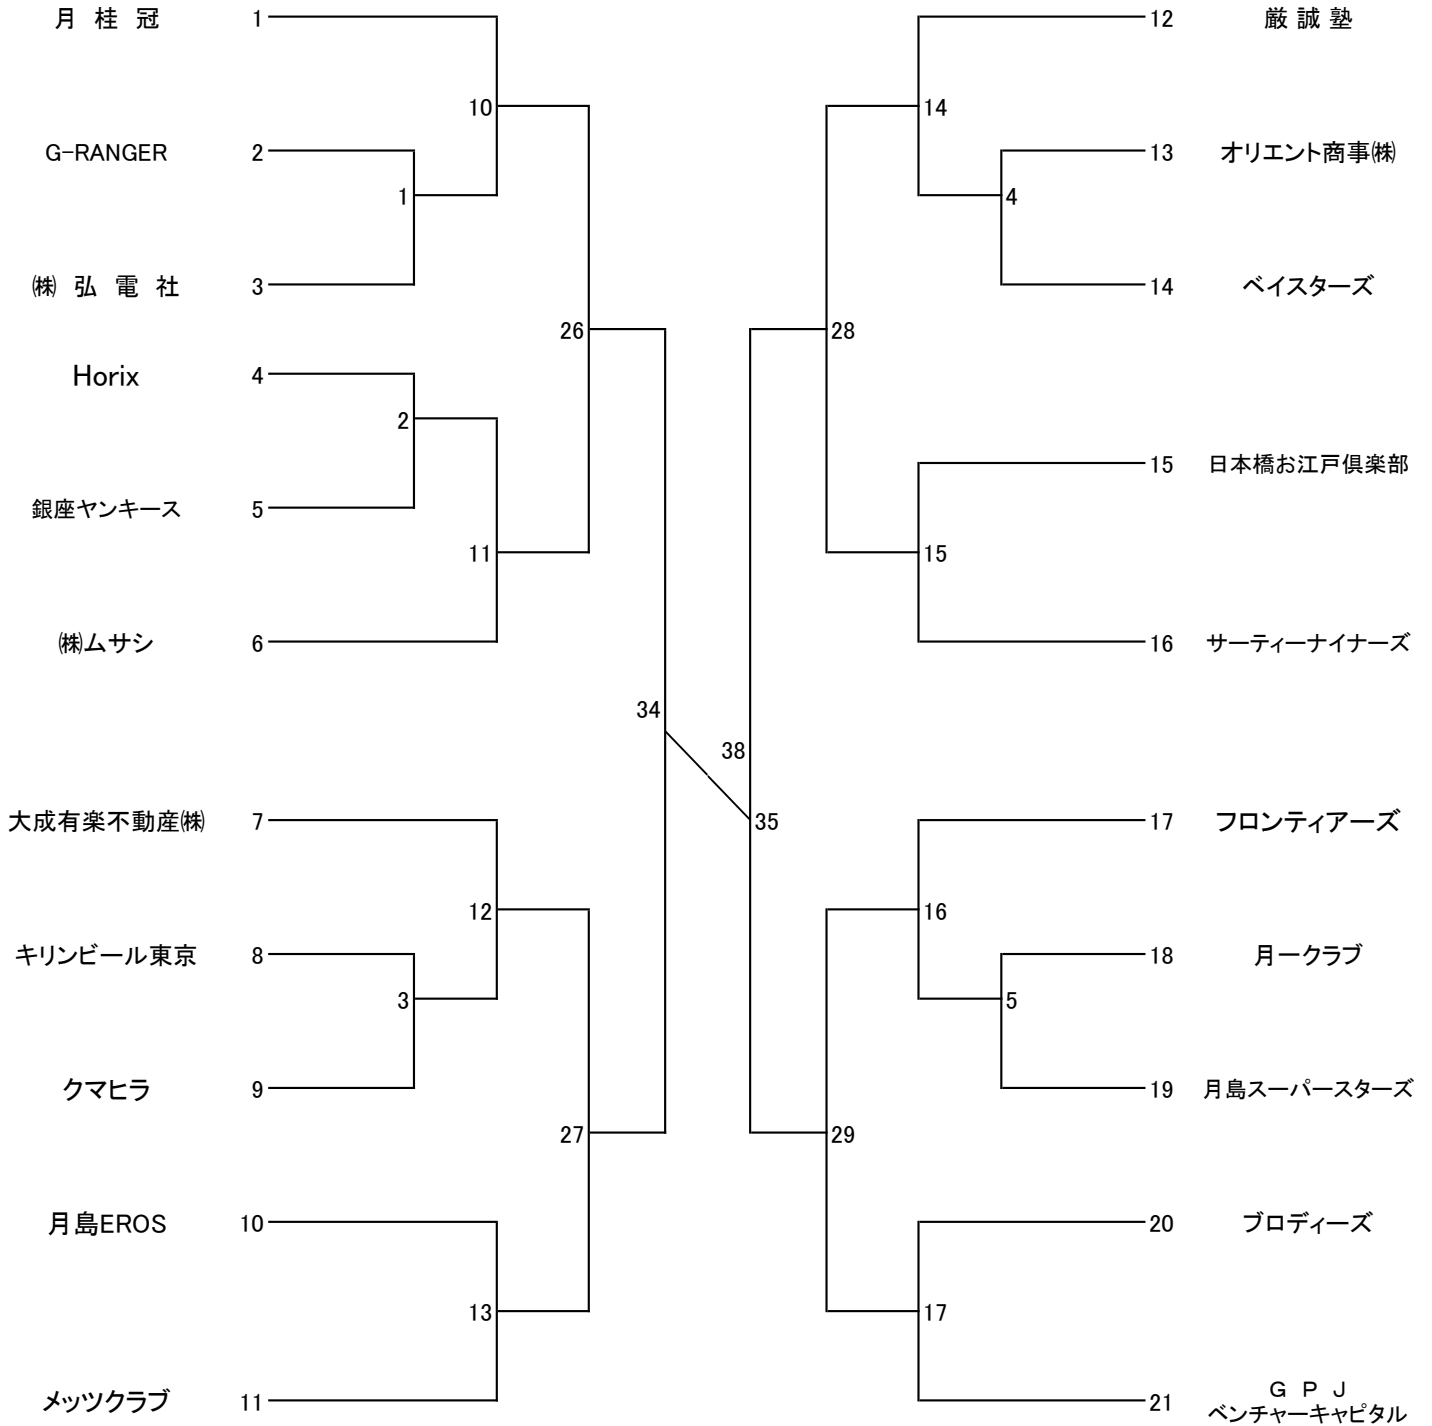 月 桂 冠 1
10
G-RANGER 2
1
㈱ 弘 電 社 3
26
Horix 4
2
銀座ヤンキース 5
11
㈱ムサシ 6
34
大成有楽不動産㈱ 7
12
キリンビール東京 8
3
クマヒラ 9
27
月島EROS 10
13
メッツクラブ 11
38
35
12 厳 誠 塾
14
13 オリエント商事㈱
4
14 ベイスターズ
28
15 日本橋お江戸倶楽部
15
16 サーティーナイナーズ
17 フロンティアーズ
16
18 月一クラブ
5
19 月島スーパースターズ
29
20 ブロディーズ
17
21 G P J
ベンチャーキャピタル